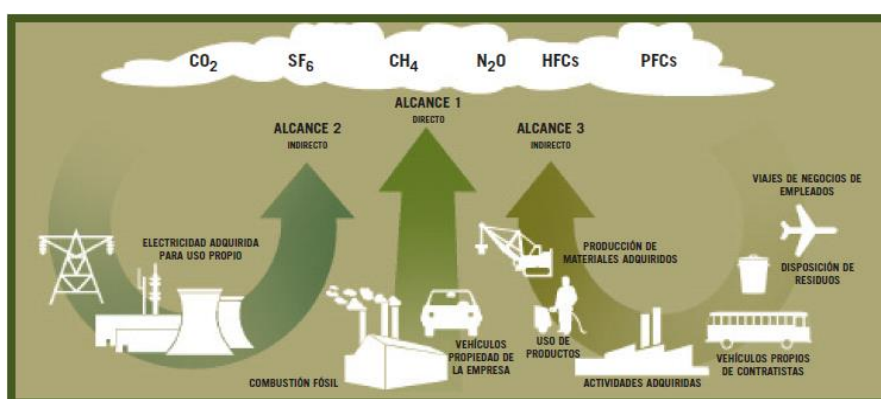 CO₂ SF₆ CH₄ N₂O HFCs PFCs
ALCANCE 1
DIRECTO
ALCANCE 2
INDIRECTO
ALCANCE 3
INDIRECTO
VIAJES DE NEGOCIOS DE
EMPLEADOS
ELECTRICIDAD ADQUIRIDA
PARA USO PROPIO
PRODUCCIÓN DE
MATERIALES ADQUIRIDOS
DISPOSICIÓN DE
RESIDUOS
VEHÍCULOS
PROPIEDAD DE
LA EMPRESA
USO DE
PRODUCTOS
VEHÍCULOS PROPIOS
DE CONTRATISTAS
COMBUSTIÓN FÓSIL
ACTIVIDADES ADQUIRIDAS